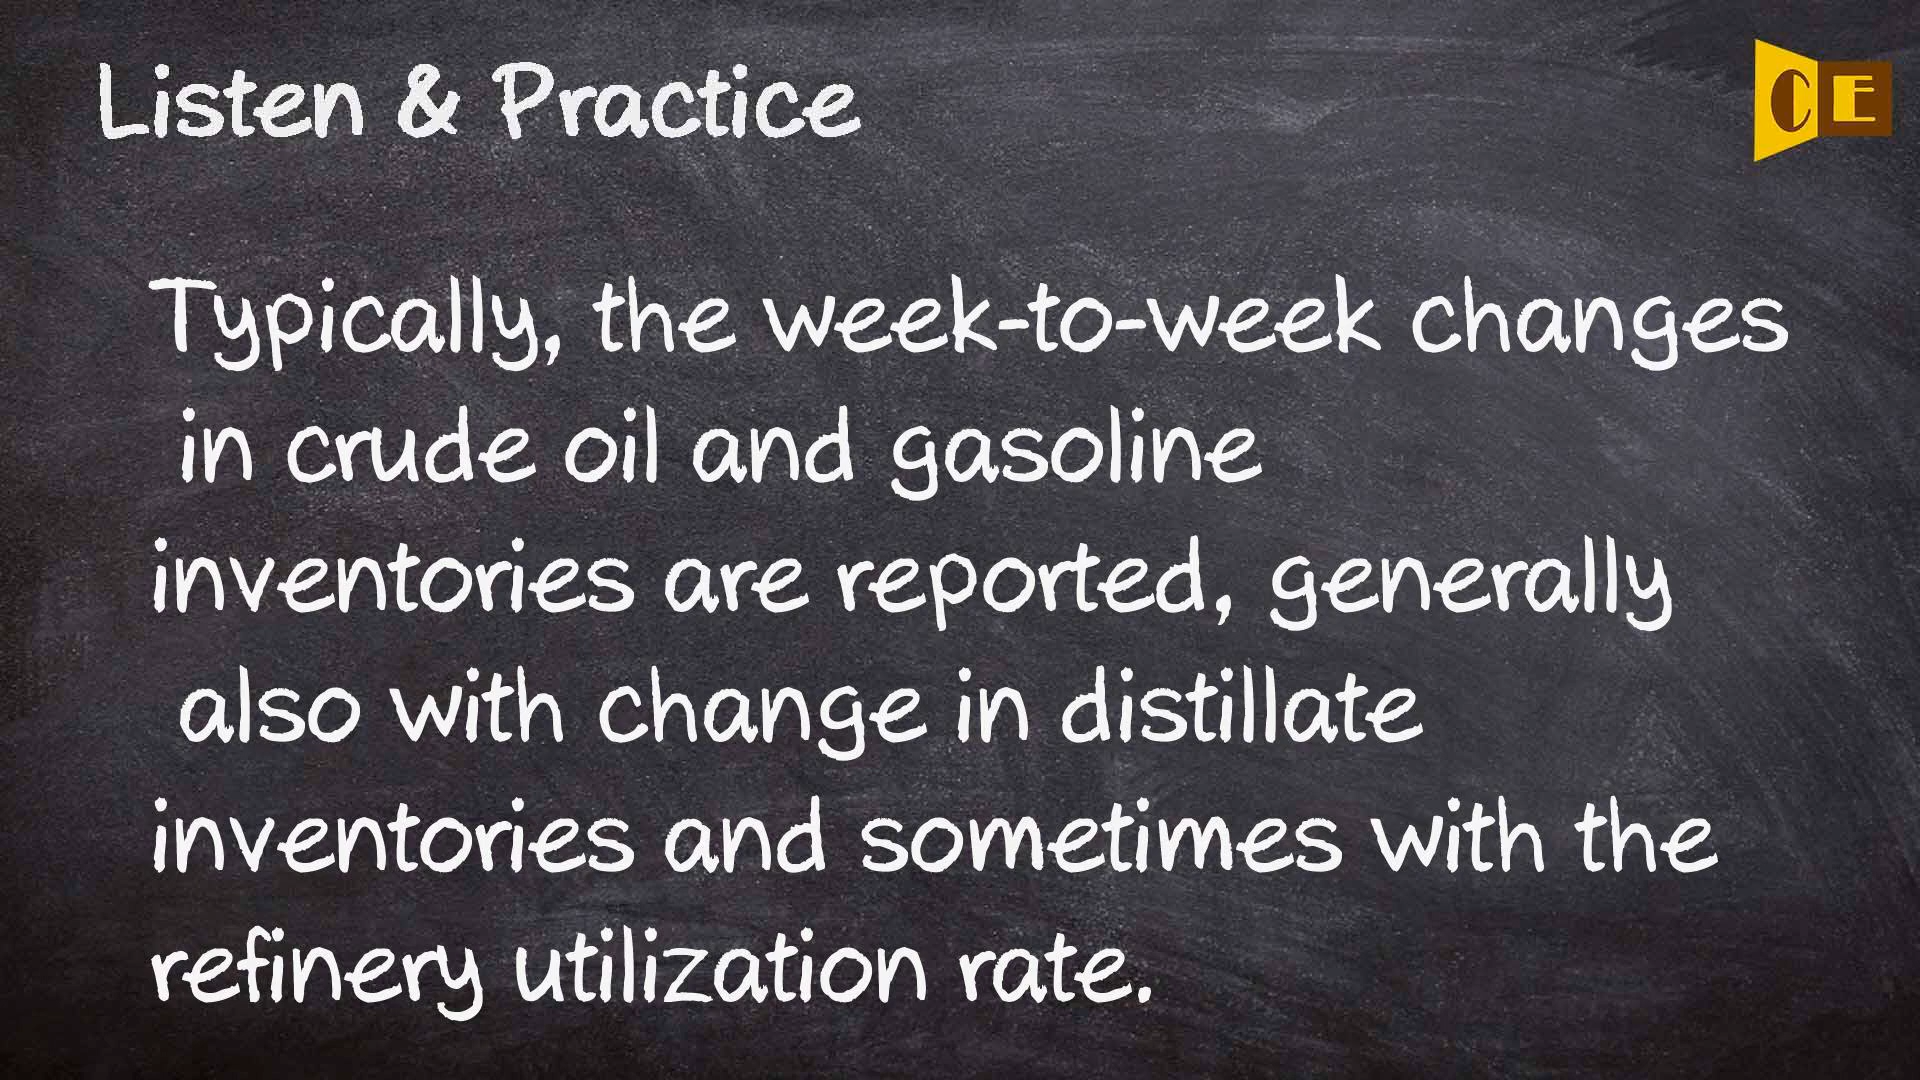 Listen & Practice
CE
Typically, the week-to-week changes
in crude oil and gasoline
inventories are reported, generally
also with change in distillate
inventories and sometimes with the
refinery utilization rate.